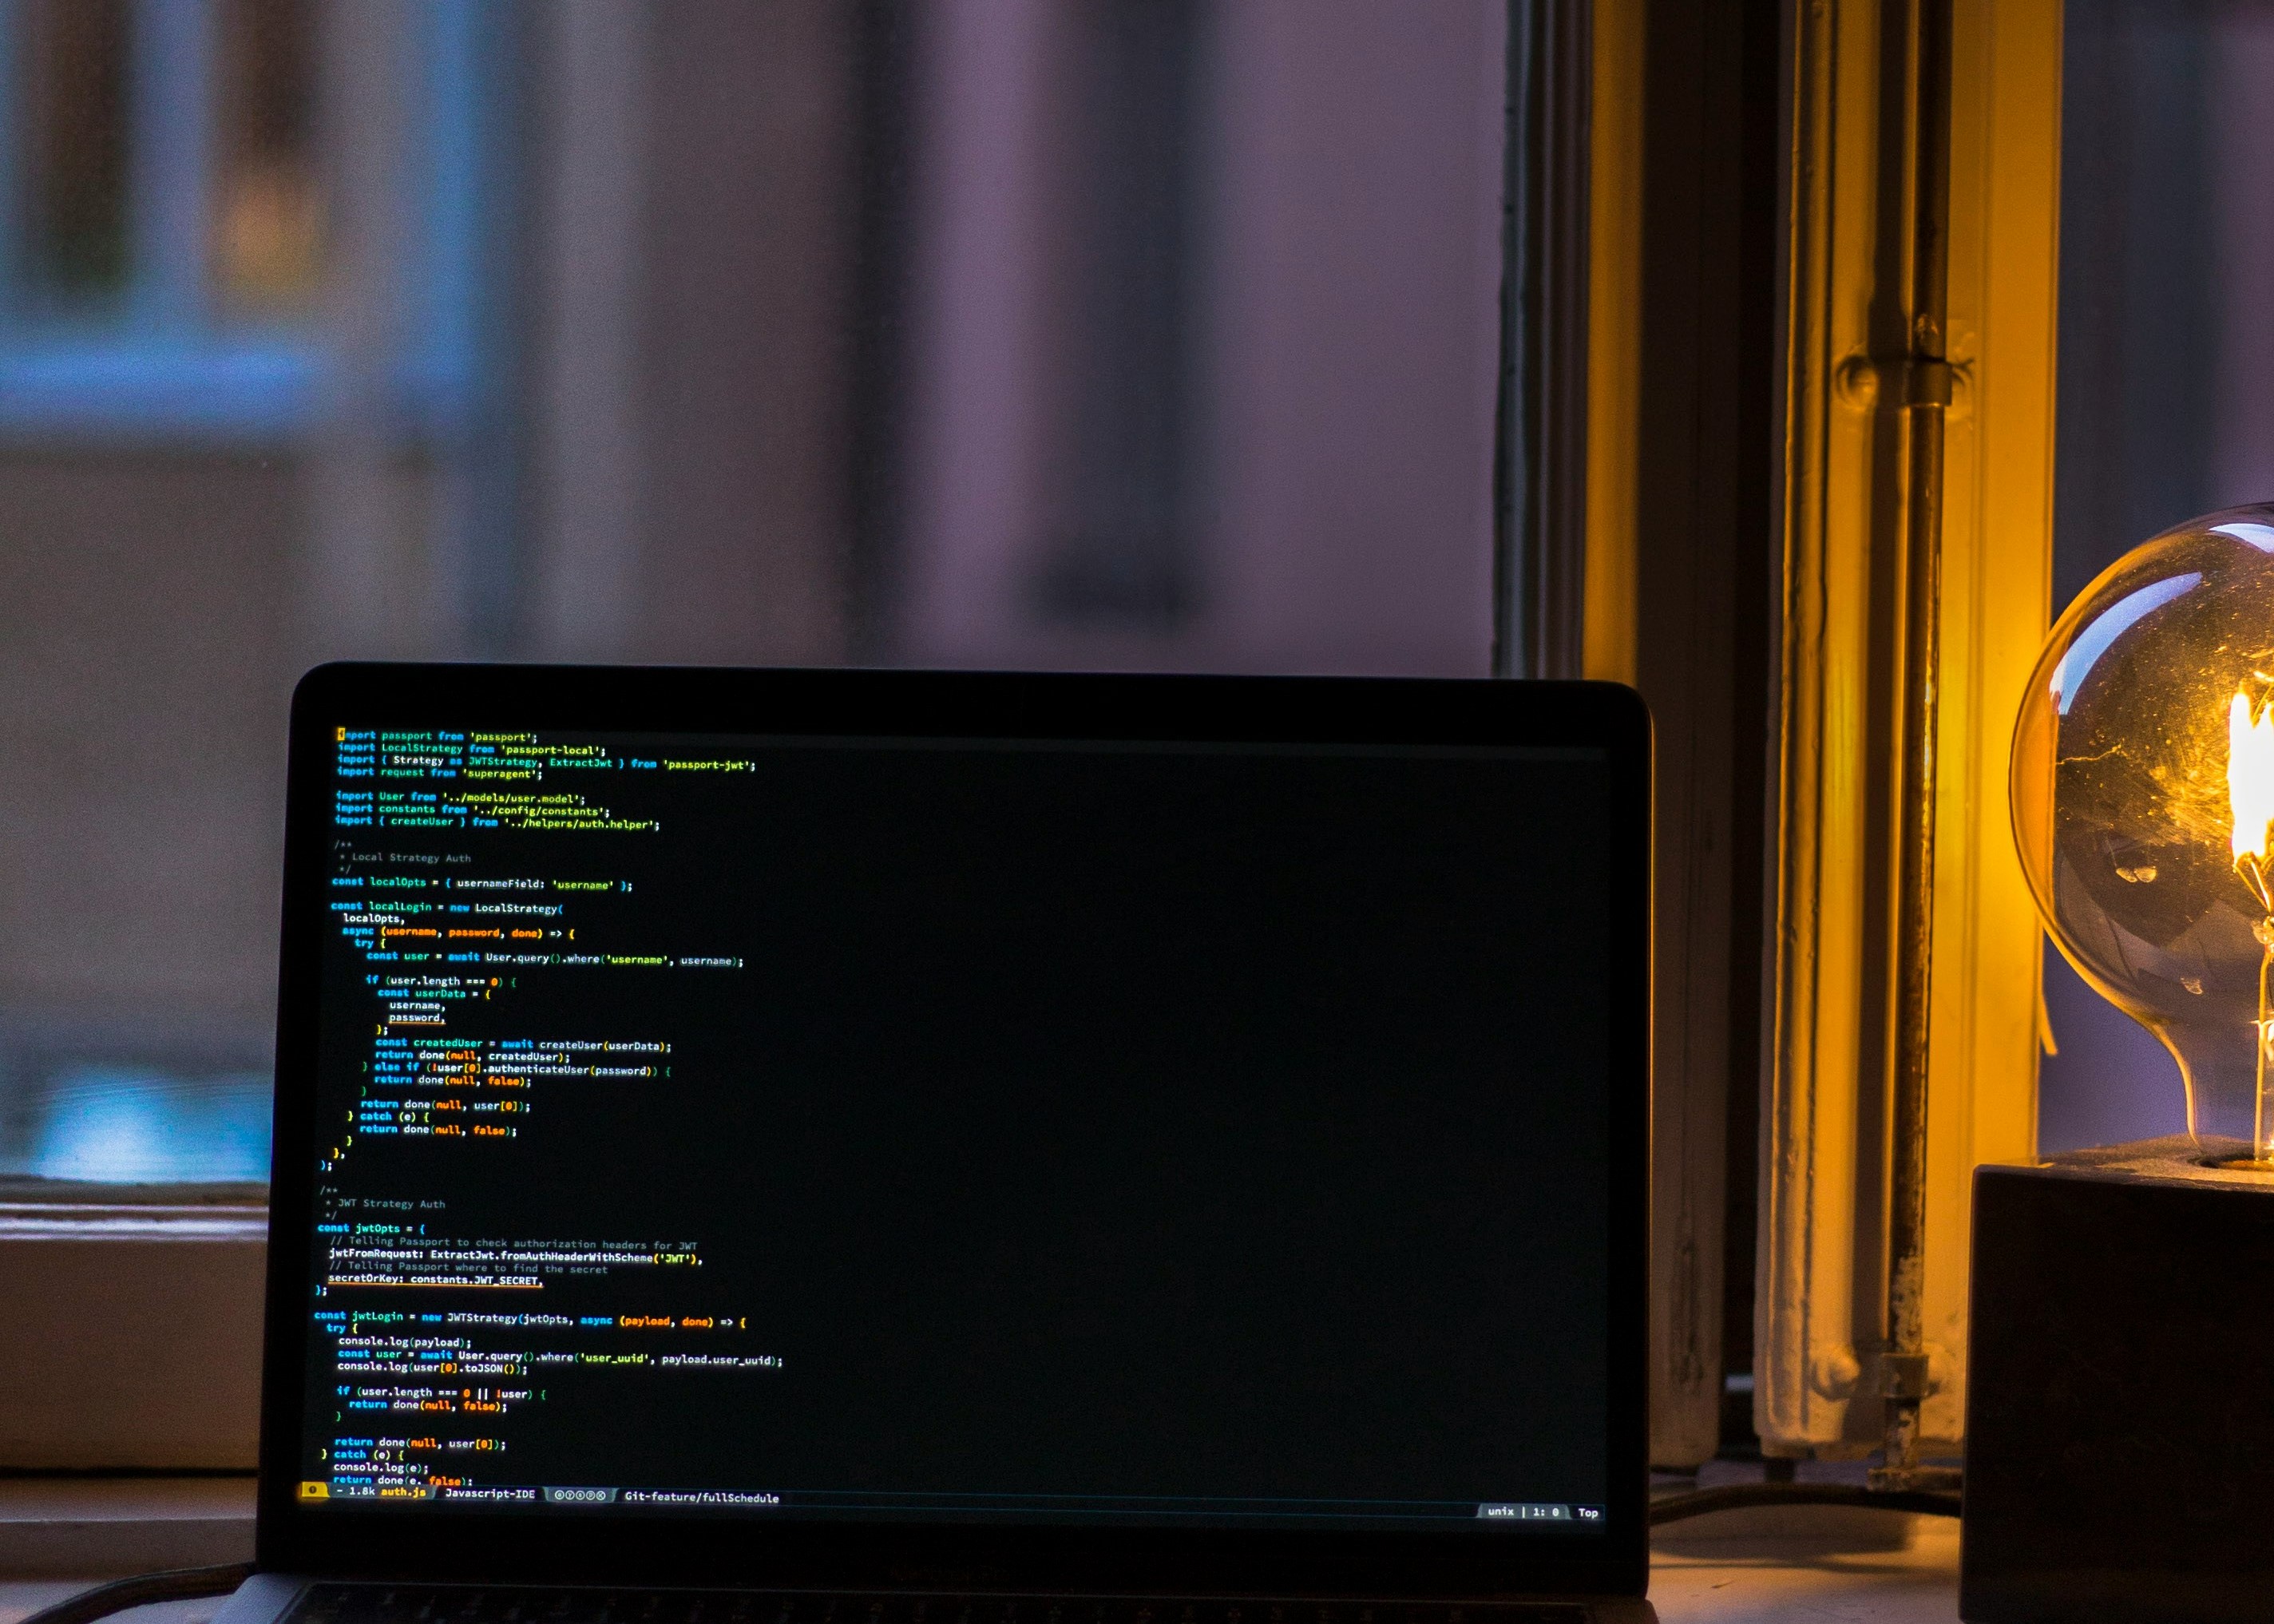 import passport from 'passport';
import LocalStrategy from 'passport-local';
import { Strategy as JWTStrategy, ExtractJwt } from 'passport-jwt';
import request from 'superagent';

import User from '../models/user.model';
import constants from '../config/constants';
import { createUser } from '../helpers/auth.helper';

/**
 * Local Strategy Auth
 */
const localOpts = { usernameField: 'username' };

const localLogin = new LocalStrategy(
  localOpts,
  async (username, password, done) => {
    try {
      const user = await User.query().where('username', username);

      if (user.length === 0) {
        const userData = {
          username,
          password,
        };
        const createdUser = await createUser(userData);
        return done(null, createdUser);
      } else if (!user[0].authenticateUser(password)) {
        return done(null, false);
      }
      return done(null, user[0]);
    } catch (e) {
      return done(null, false);
    }
  },
);

/**
 * JWT Strategy Auth
 */
const jwtOpts = {
  // Telling Passport to check authorization headers for JWT
  jwtFromRequest: ExtractJwt.fromAuthHeaderWithScheme('JWT'),
  // Telling Passport where to find the secret
  secretOrKey: constants.JWT_SECRET,
};

const jwtLogin = new JWTStrategy(jwtOpts, async (payload, done) => {
  try {
    console.log(payload);
    const user = await User.query().where('user_uuid', payload.user_uuid);
    console.log(user[0].toJSON());

    if (user.length === 0 || !user) {
      return done(null, false);
    }

    return done(null, user[0]);
  } catch (e) {
    console.log(e);
    return done(e, false);
- 1.8k auth.js Javascript-IDE Git-feature/fullSchedule unix | 1: 0 Top